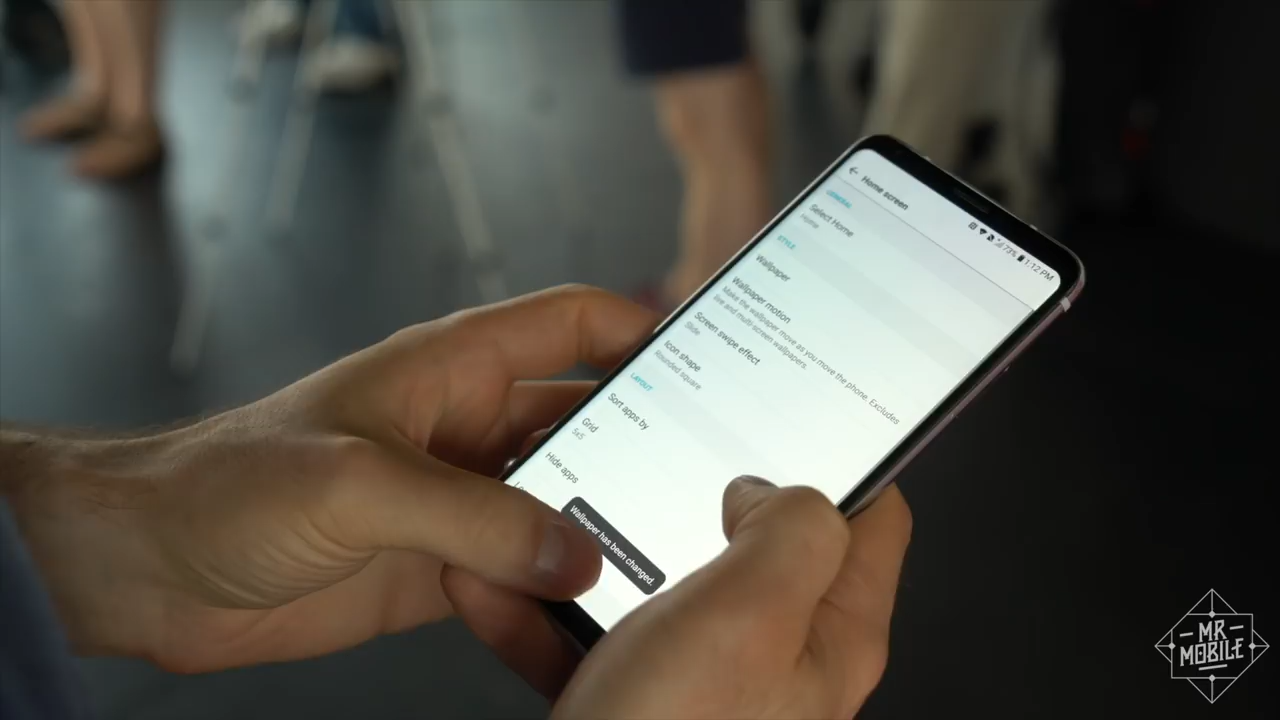 Home screen
73% 1:12 PM
GENERAL
Select Home
Home
STYLE
Wallpaper
Wallpaper motion
Make the wallpaper move as you move the phone. Excludes
live and multi-screen wallpapers.
Screen swipe effect
Slide
Icon shape
Rounded square
LAYOUT
Sort apps by
Grid
5x5
Hide apps
Wallpaper has been changed.
MR
MOBILE